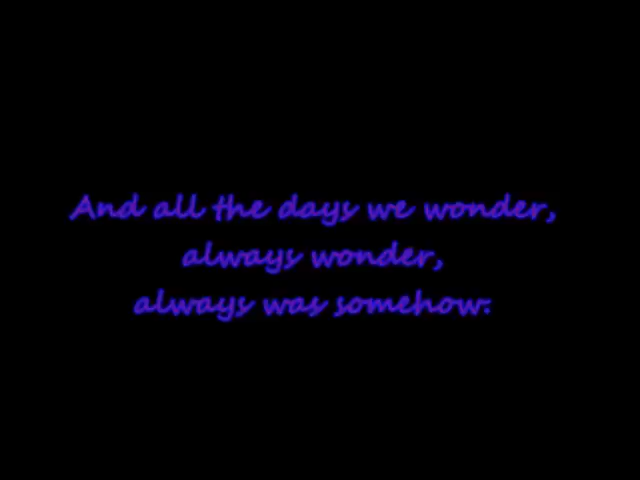 And all the days we wonder,
always wonder,
always was somehow.